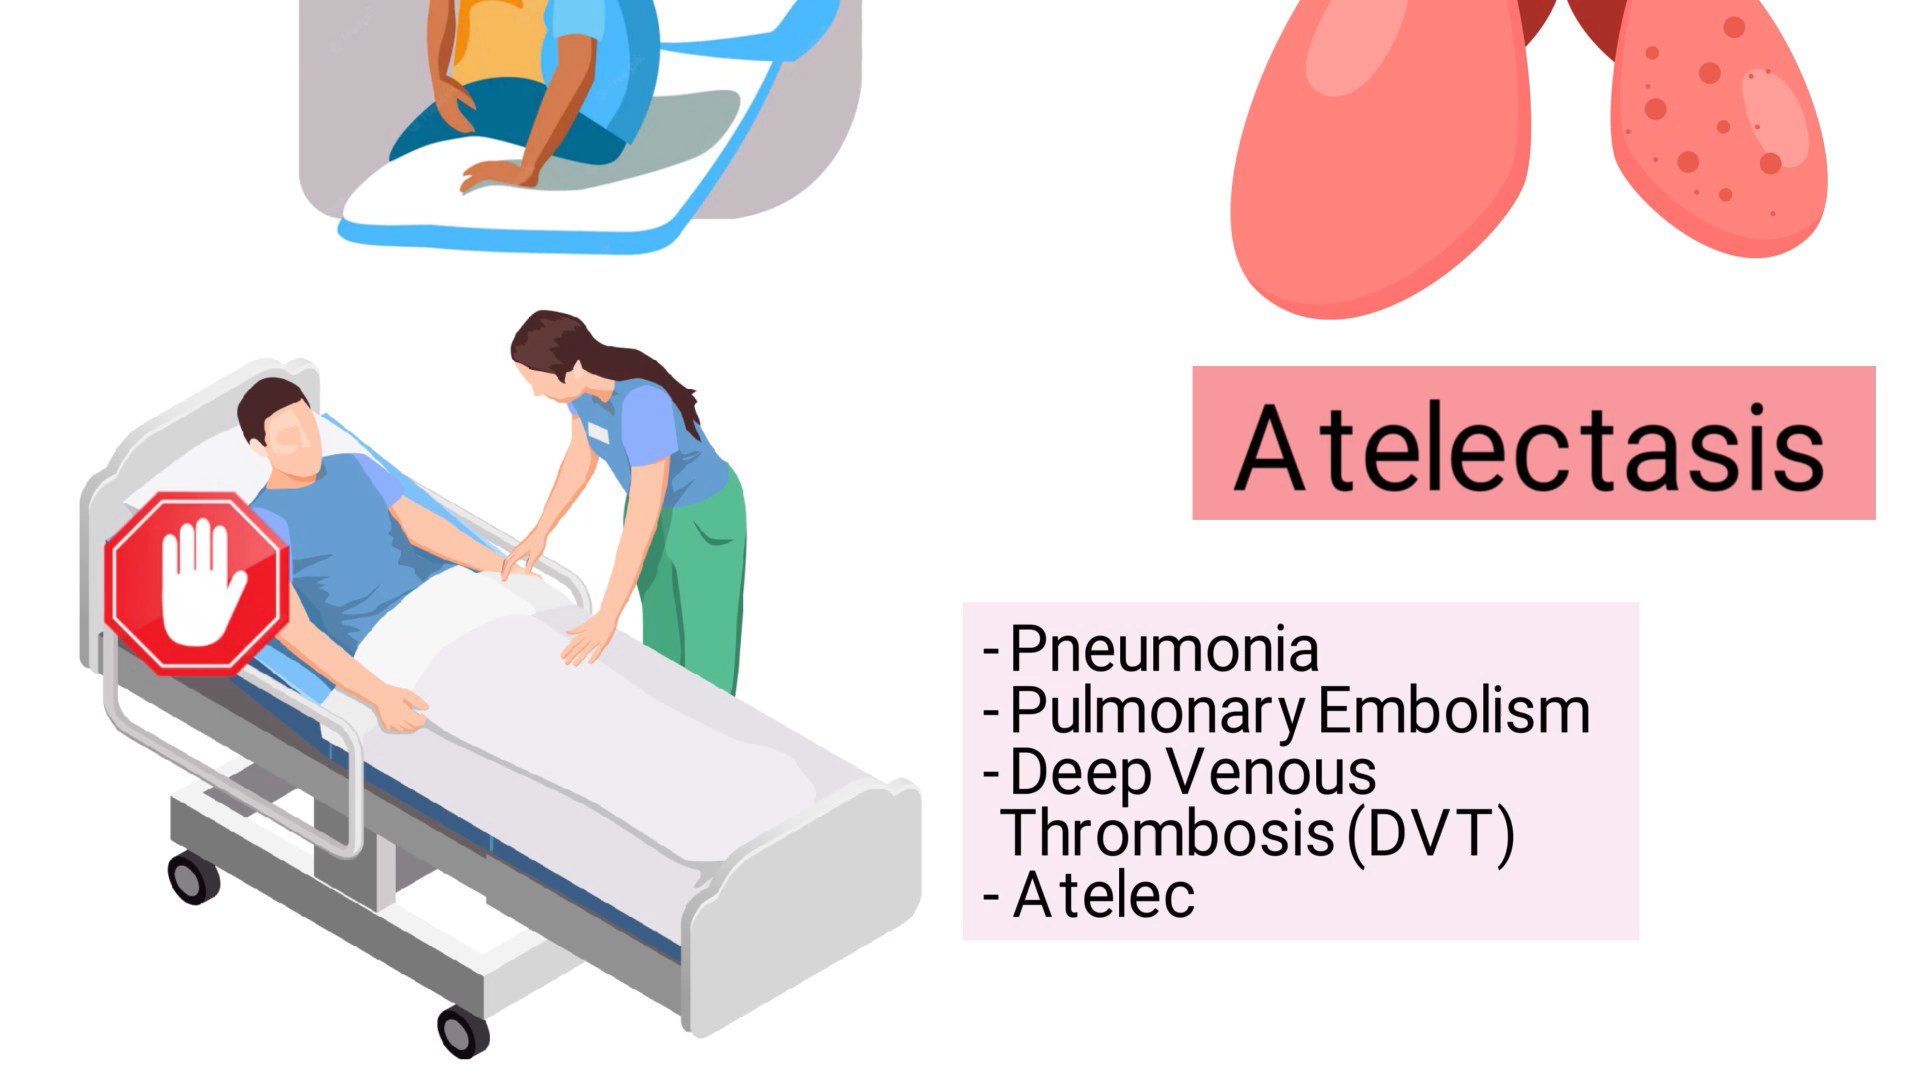 Atelectasis
- Pneumonia
- Pulmonary Embolism
- Deep Venous
Thrombosis (DVT)
- Atelec